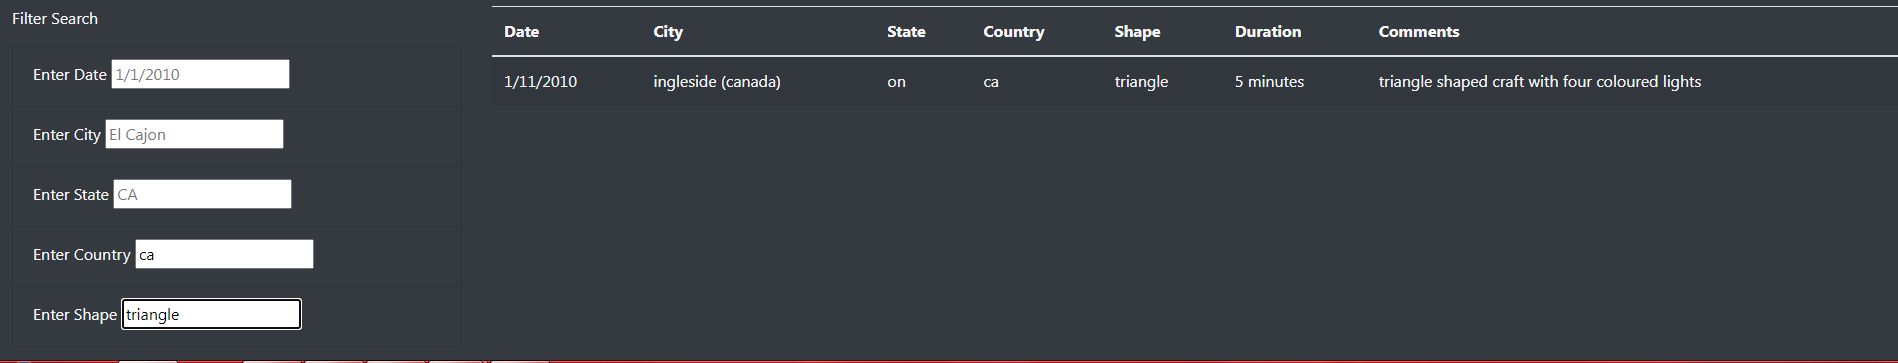 Filter Search
Enter Date 1/1/2010
Enter City El Cajon
Enter State CA
Enter Country ca
Enter Shape triangle
Date City State Country Shape Duration Comments
1/11/2010 ingleside (canada) on ca triangle 5 minutes triangle shaped craft with four coloured lights